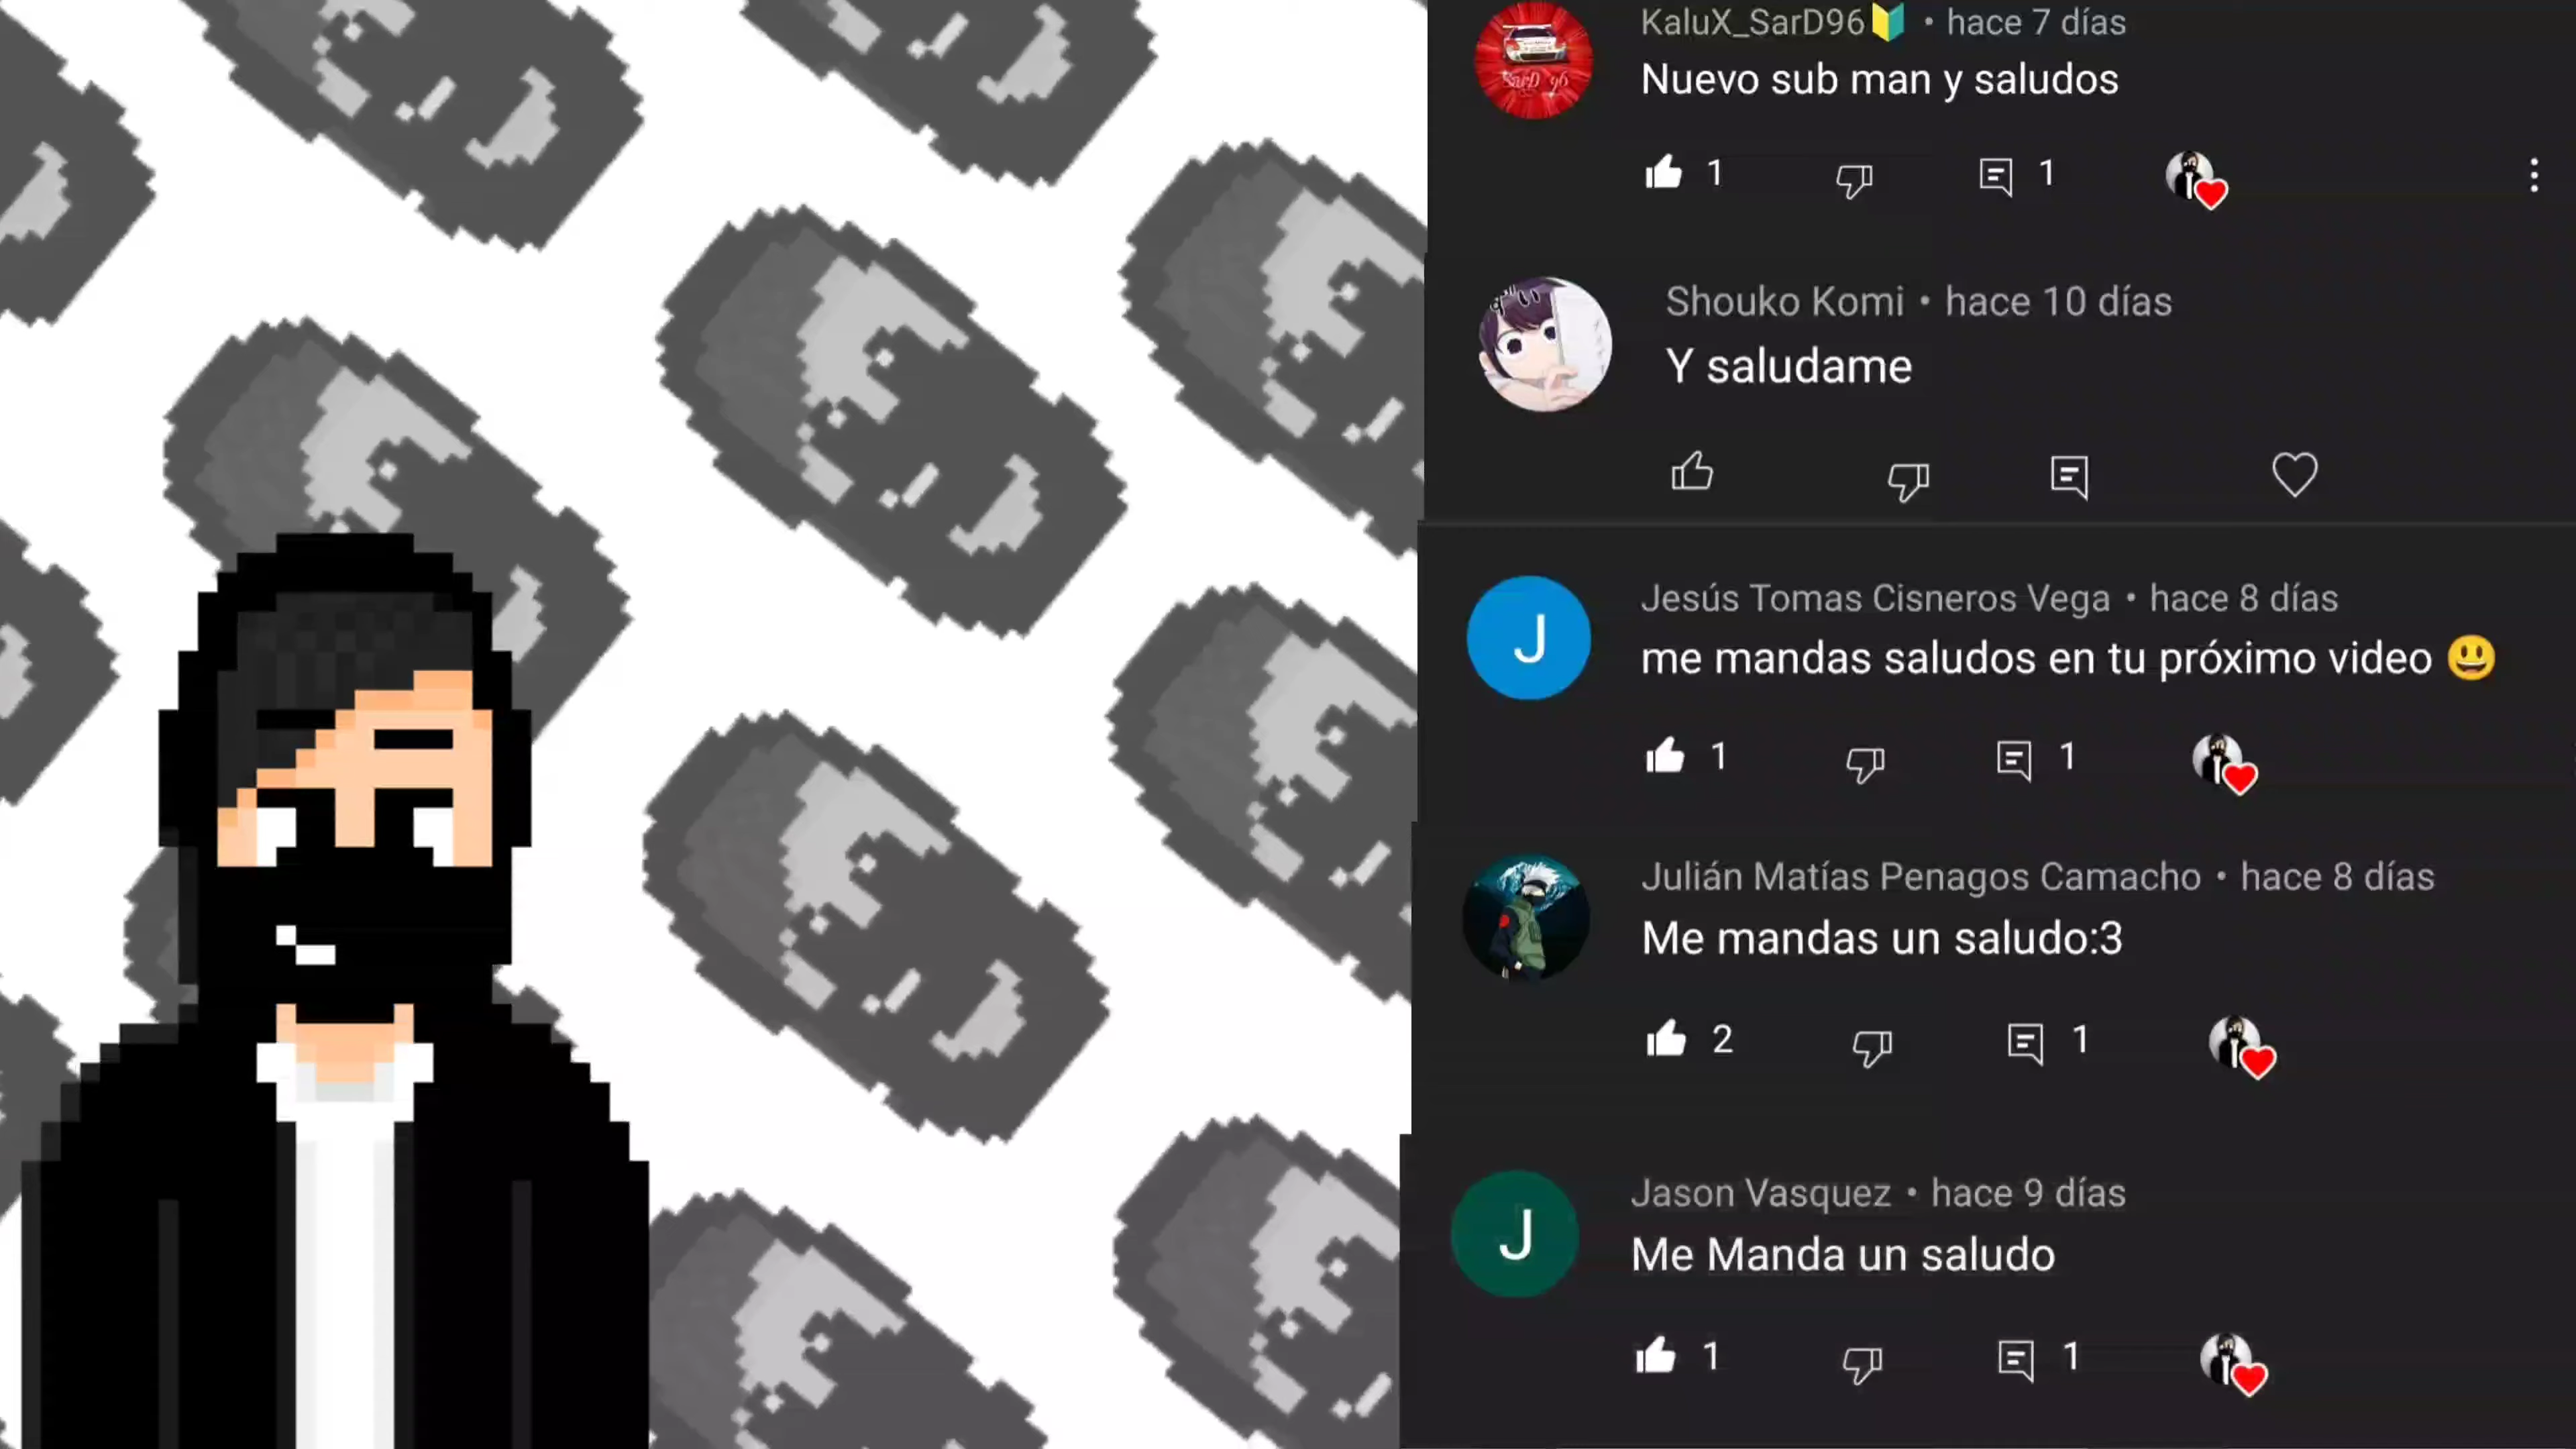 KaluX_SarD96🔰 • hace 7 días
Nuevo sub man y saludos
1 1
Shouko Komi • hace 10 días
Y saludame
Jesús Tomas Cisneros Vega • hace 8 días
me mandas saludos en tu próximo video 😃
1 1
Julián Matías Penagos Camacho • hace 8 días
Me mandas un saludo:3
2 1
Jason Vasquez • hace 9 días
Me Manda un saludo
1 1
SarD 96
J
J